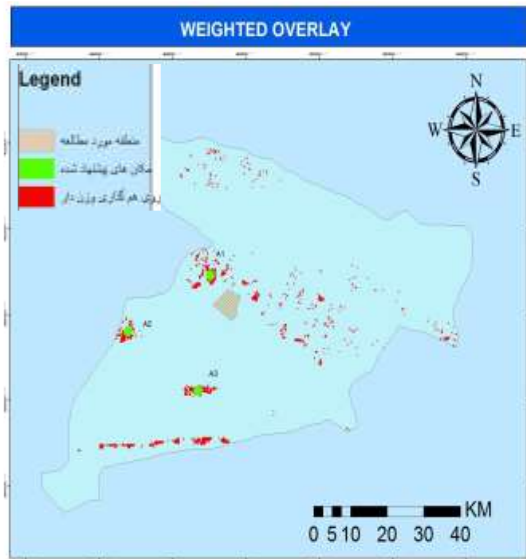 WEIGHTED OVERLAY
Legend
منطقه مورد مطالعه
مکان های پیشنهاد شده
روی هم گذاری وزن دار
N
W E
S
A1
A2
A3
KM
0 5 10 20 30 40